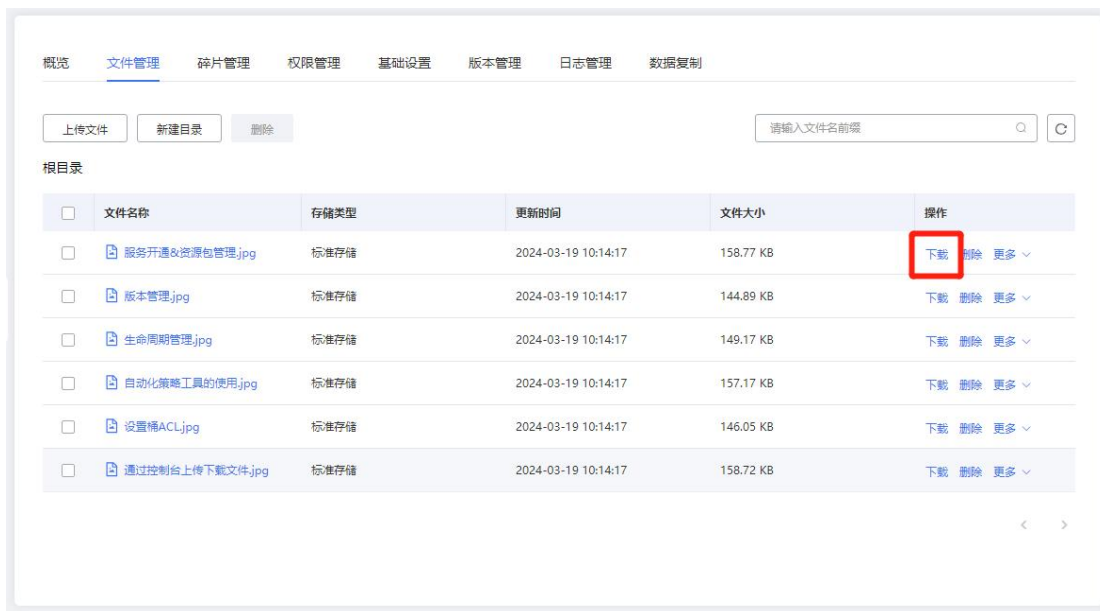 概览 文件管理 碎片管理 权限管理 基础设置 版本管理 日志管理 数据复制
上传文件 新建目录 删除 请输入文件名前缀
根目录
文件名称 存储类型 更新时间 文件大小 操作
服务开通&资源包管理.jpg 标准存储 2024-03-19 10:14:17 158.77 KB 下载 删除 更多
版本管理.jpg 标准存储 2024-03-19 10:14:17 144.89 KB 下载 删除 更多
生命周期管理.jpg 标准存储 2024-03-19 10:14:17 149.17 KB 下载 删除 更多
自动化策略工具的使用.jpg 标准存储 2024-03-19 10:14:17 157.17 KB 下载 删除 更多
设置桶ACL.jpg 标准存储 2024-03-19 10:14:17 146.05 KB 下载 删除 更多
通过控制台上传下载文件.jpg 标准存储 2024-03-19 10:14:17 158.72 KB 下载 删除 更多